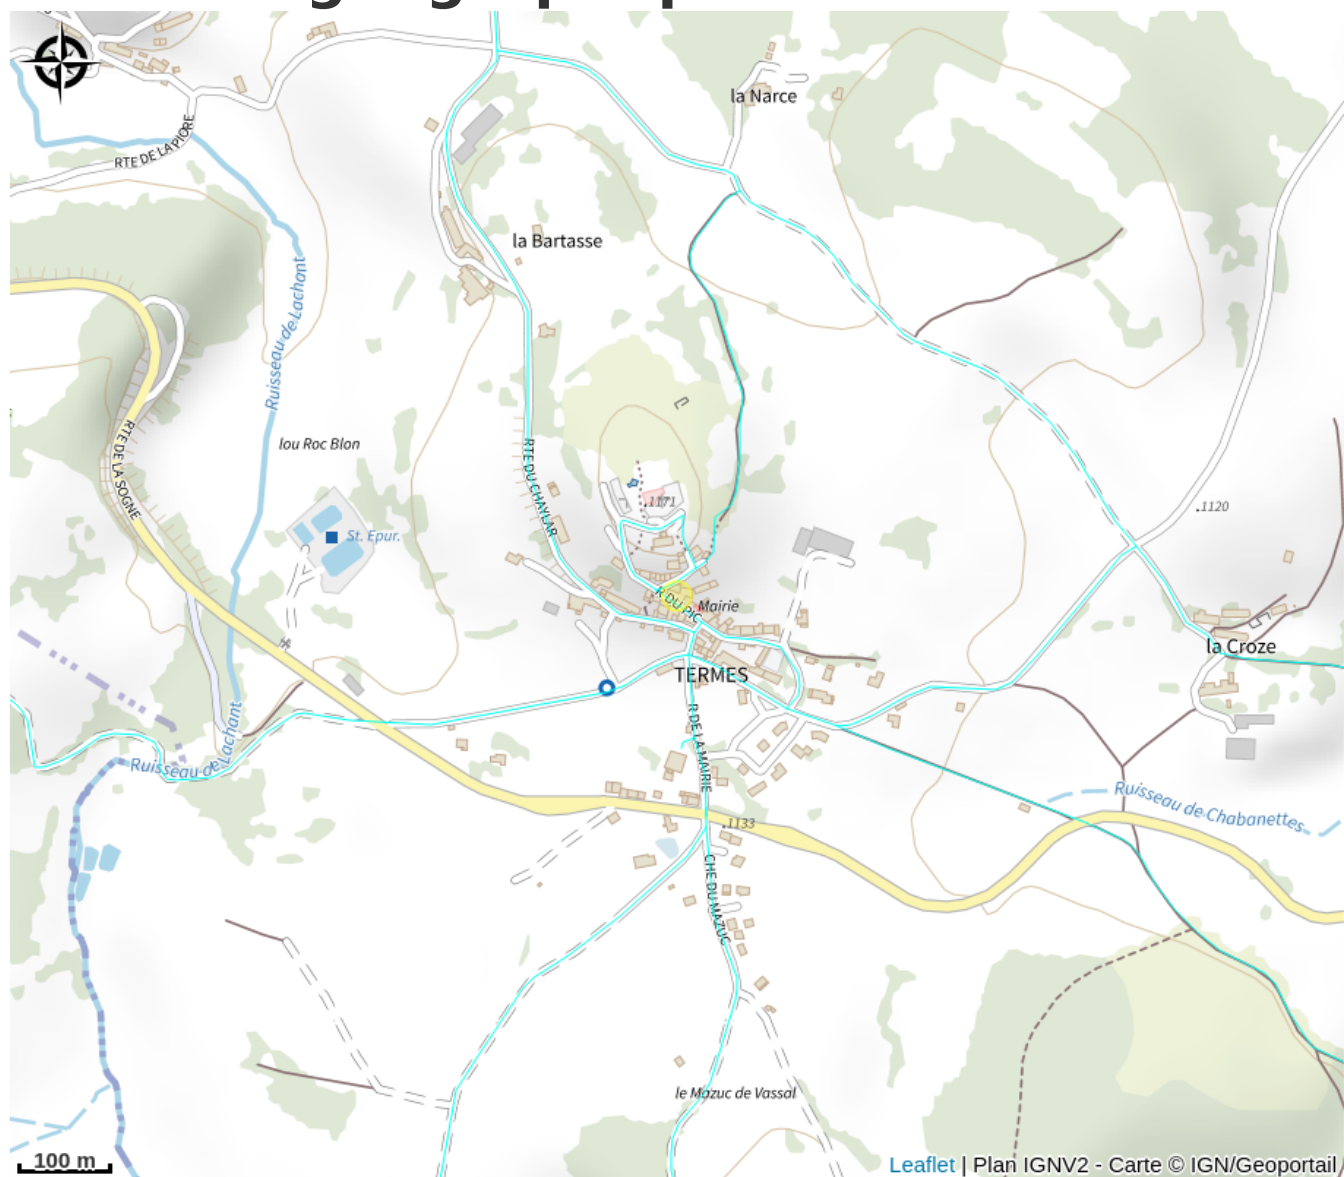 la Narce
RTE DE LA PIORE
la Bartasse
Ruisseau de Lachant
RTE DE LA SOGNE
lou Roc Blon
RTE DU CHAYLAR
.1171
.1120
St. Epur.
R DU PIC
Mairie
la Croze
TERMES
R DE LA MAIRIE
Ruisseau de Lachant
Ruisseau de Chabanettes
.1133
CHE DU MAZUC
le Mazuc de Vassal
100 m
Leaflet | Plan IGNV2 - Carte © IGN/Geoportail